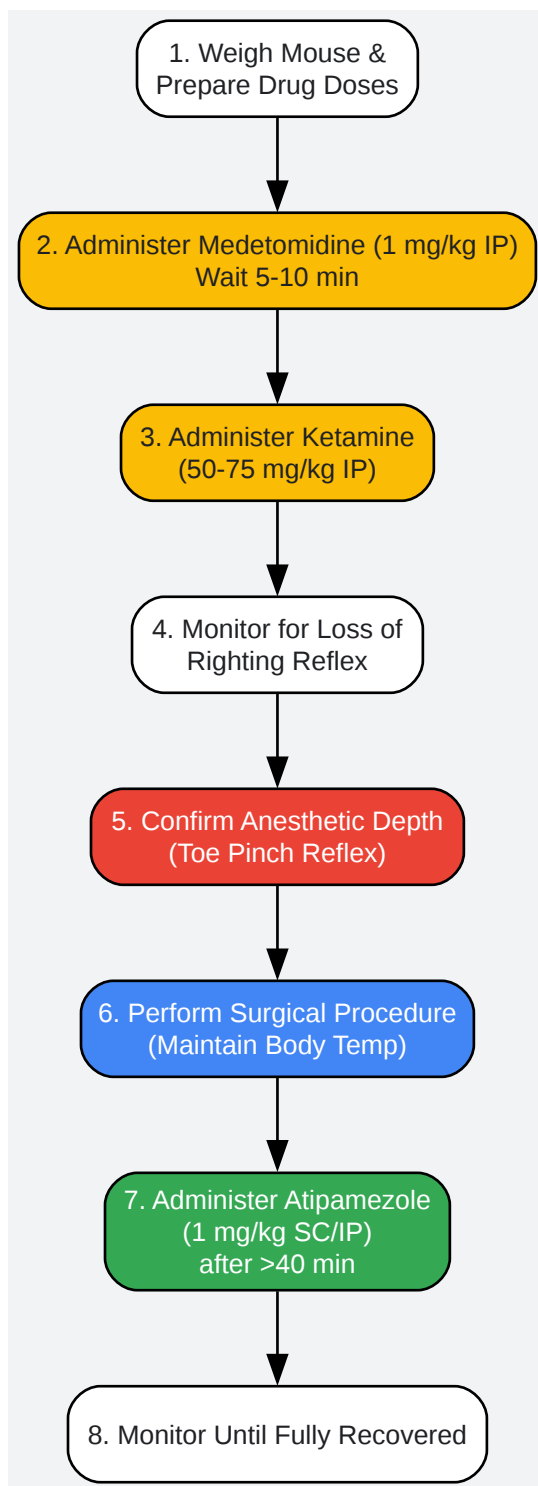 1. Weigh Mouse &
Prepare Drug Doses
2. Administer Medetomidine (1 mg/kg IP)
Wait 5-10 min
3. Administer Ketamine
(50-75 mg/kg IP)
4. Monitor for Loss of
Righting Reflex
5. Confirm Anesthetic Depth
(Toe Pinch Reflex)
6. Perform Surgical Procedure
(Maintain Body Temp)
7. Administer Atipamezole
(1 mg/kg SC/IP)
after >40 min
8. Monitor Until Fully Recovered